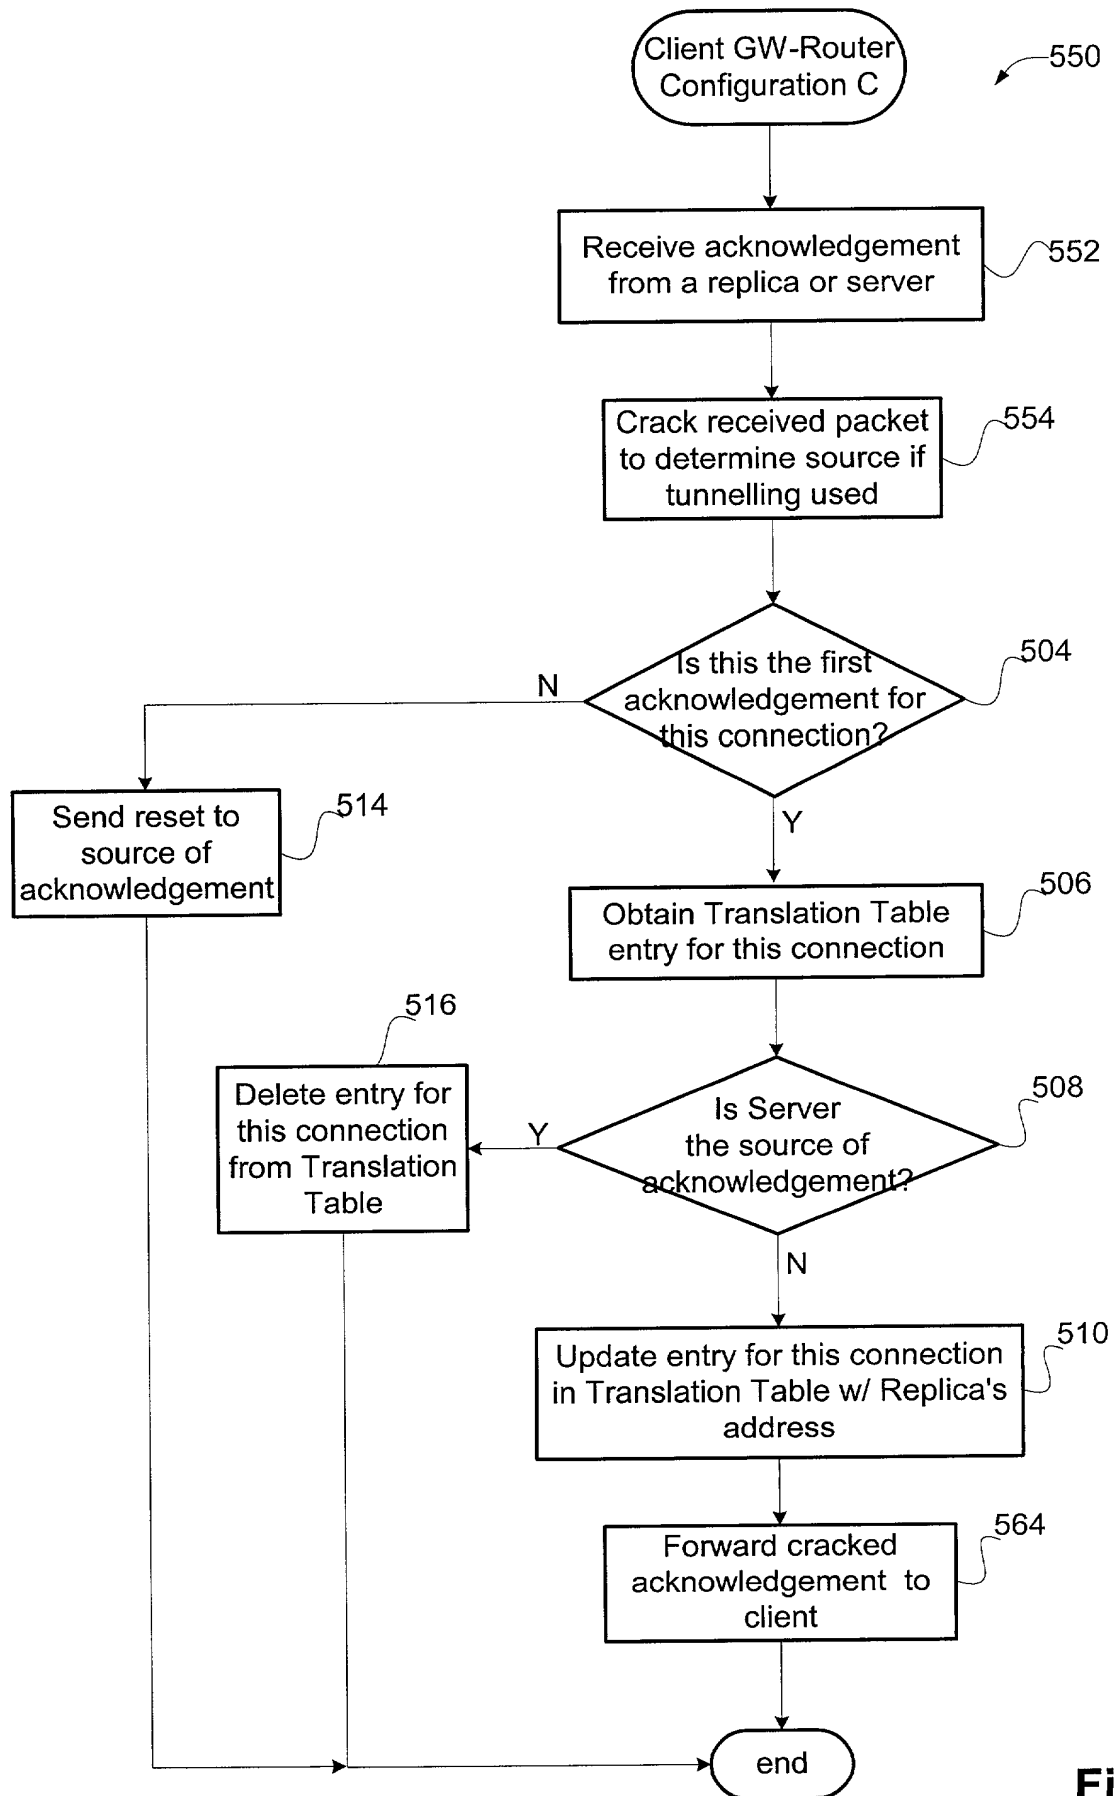 Client GW-Router
Configuration C
550
Receive acknowledgement
from a replica or server
552
Crack received packet
to determine source if
tunnelling used
554
Is this the first
acknowledgement for
this connection?
504
N
Y
Send reset to
source of
acknowledgement
514
Obtain Translation Table
entry for this connection
506
516
Delete entry for
this connection
from Translation
Table
Y
Is Server
the source of
acknowledgement?
508
N
Update entry for this connection
in Translation Table w/ Replica's
address
510
Forward cracked
acknowledgement to
client
564
end
Fi